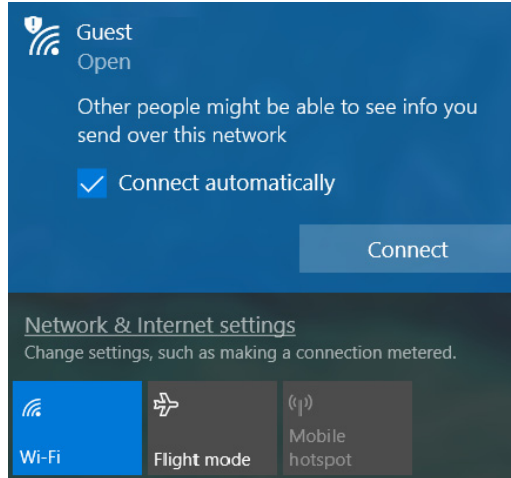 Guest
Open
Other people might be able to see info you
send over this network
Connect automatically
Connect
Network & Internet settings
Change settings, such as making a connection metered.
Wi-Fi
Flight mode
Mobile
hotspot